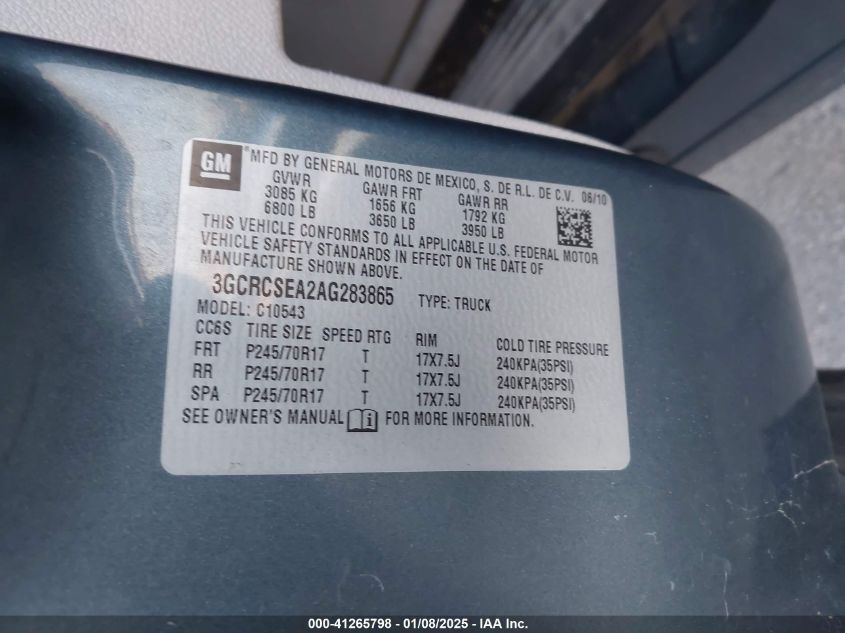 GM
*MFD BY GENERAL MOTORS DE MEXICO, S. DE R.L. DE C.V. 06/10
GVWR GAWR FRT GAWR RR
3085 KG 1656 KG 1792 KG
6800 LB 3650 LB 3950 LB
THIS VEHICLE CONFORMS TO ALL APPLICABLE U.S. FEDERAL MOTOR
VEHICLE SAFETY STANDARDS IN EFFECT ON THE DATE OF
MANUFACTURE SHOWN ABOVE.
3GCRCSEA2AG283865 TYPE: TRUCK
MODEL: C10543
CC6S TIRE SIZE SPEED RTG RIM COLD TIRE PRESSURE
FRT P245/70R17 T 17X7.5J 240KPA(35PSI)
RR P245/70R17 T 17X7.5J 240KPA(35PSI)
SPA P245/70R17 T 17X7.5J 240KPA(35PSI)
SEE OWNER'S MANUAL i FOR MORE INFORMATION.
000-41265798 - 01/08/2025 - IAA Inc.